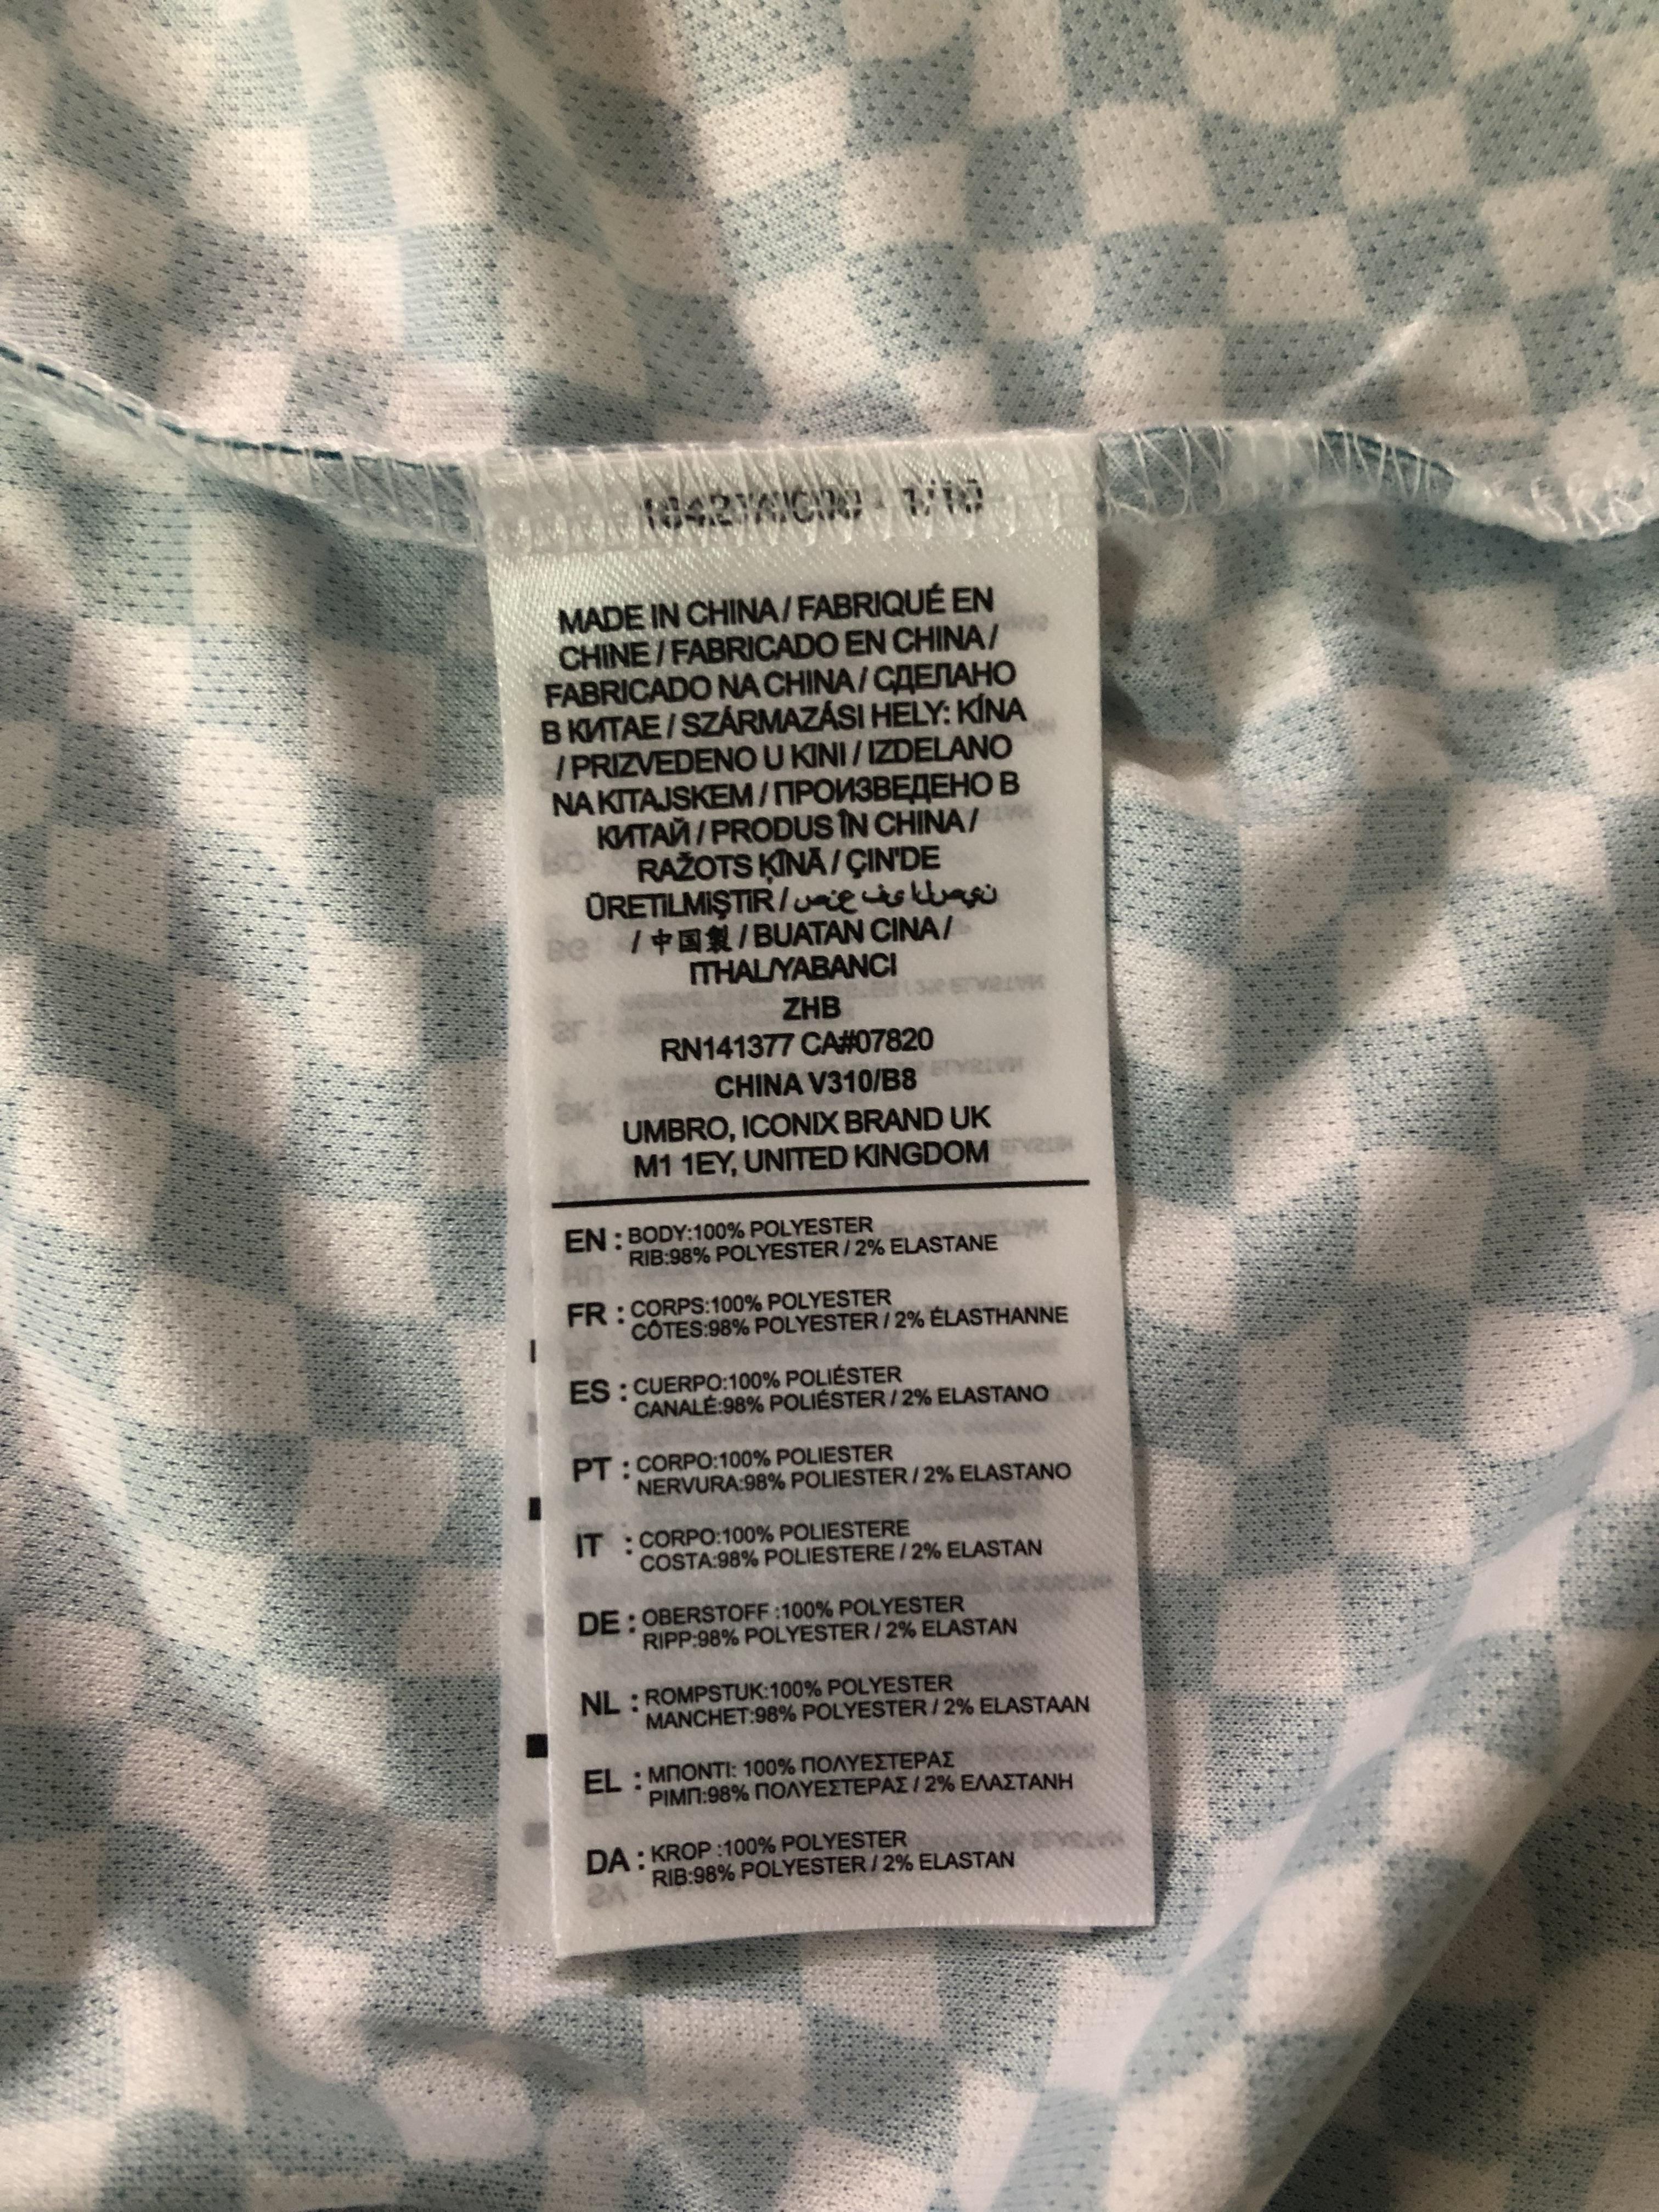 MADE IN CHINA / FABRIQUÉ EN
CHINE / FABRICADO EN CHINA /
FABRICADO NA CHINA / СДЕЛАНО
В КИТАЕ / SZÁRMAZÁSI HELY: KÍNA
/ PRIZVEDENO U KINI / IZDELANO
NA KITAJSKEM / ПРОИЗВЕДЕНО В
КИТАЙ / PRODUS ÎN CHINA /
RAŽOTS ĶĪNĀ / ÇIN'DE
ÜRETILMIŞTIR / صنع في الصين
/ 中国製 / BUATAN CINA /
ITHAL/YABANCI
ZHB
RN141377 CA#07820
CHINA V310/B8
UMBRO, ICONIX BRAND UK
M1 1EY, UNITED KINGDOM
EN : BODY:100% POLYESTER
RIB:98% POLYESTER / 2% ELASTANE
FR : CORPS:100% POLYESTER
CÔTES:98% POLYESTER / 2% ÉLASTHANNE
ES : CUERPO:100% POLIÉSTER
CANALÉ:98% POLIÉSTER / 2% ELASTANO
PT : CORPO:100% POLIESTER
NERVURA:98% POLIESTER / 2% ELASTANO
IT : CORPO:100% POLIESTERE
COSTA:98% POLIESTERE / 2% ELASTAN
DE : OBERSTOFF :100% POLYESTER
RIPP:98% POLYESTER / 2% ELASTAN
NL : ROMPSTUK:100% POLYESTER
MANCHET:98% POLYESTER / 2% ELASTAAN
EL : ΜΠΟΝΤΙ: 100% ΠΟΛΥΕΣΤΕΡΑΣ
ΡΙΜΠ:98% ΠΟΛΥΕΣΤΕΡΑΣ / 2% ΕΛΑΣΤΑΝΗ
DA : KROP :100% POLYESTER
RIB:98% POLYESTER / 2% ELASTAN